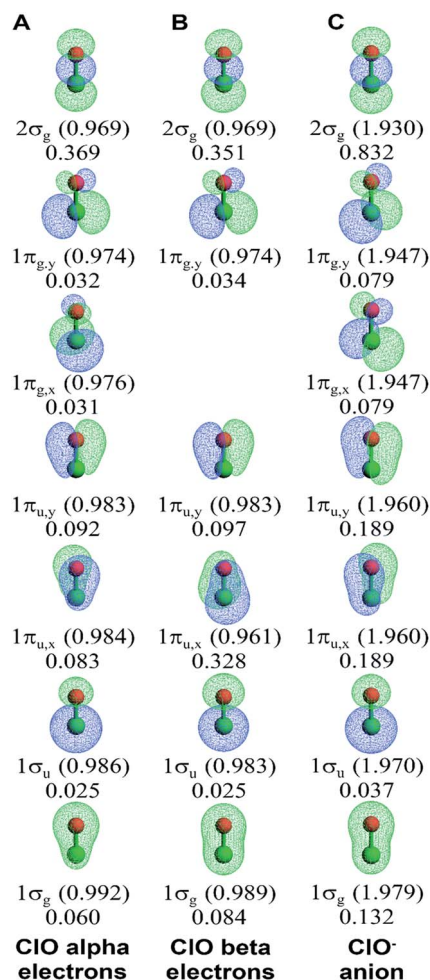 A B C
2σg (0.969) 2σg (0.969) 2σg (1.930)
0.369 0.351 0.832
1πg,y (0.974) 1πg,y (0.974) 1πg,y (1.947)
0.032 0.034 0.079
1πg,x (0.976) 1πg,x (1.947)
0.031 0.079
1πu,y (0.983) 1πu,y (0.983) 1πu,y (1.960)
0.092 0.097 0.189
1πu,x (0.984) 1πu,x (0.961) 1πu,x (1.960)
0.083 0.328 0.189
1σu (0.986) 1σu (0.983) 1σu (1.970)
0.025 0.025 0.037
1σg (0.992) 1σg (0.989) 1σg (1.979)
0.060 0.084 0.132
ClO alpha ClO beta ClO-
electrons electrons anion